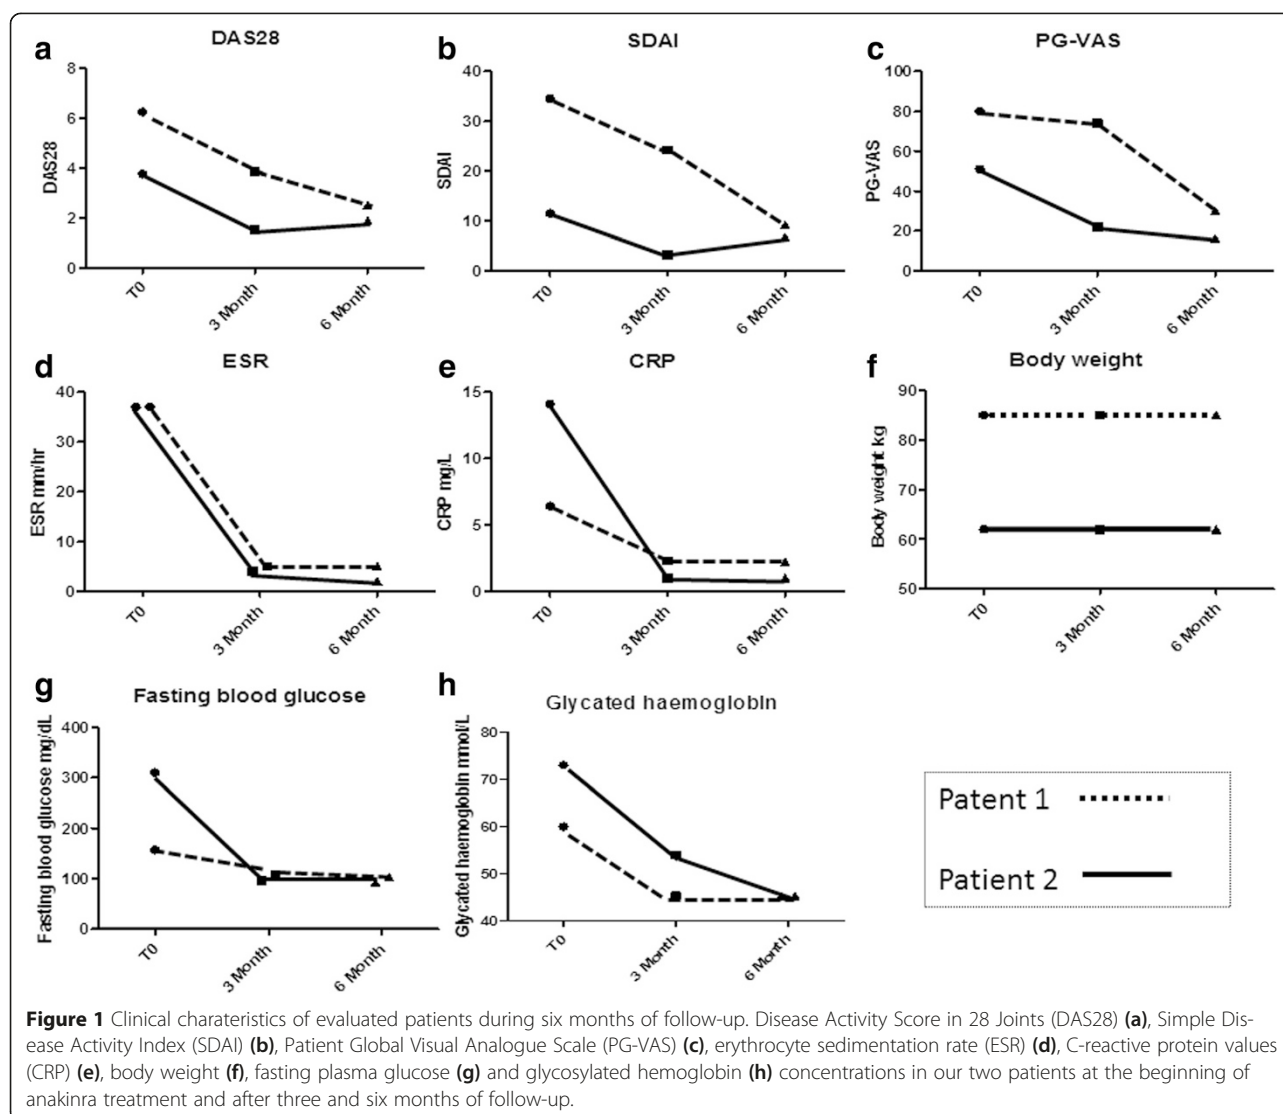 a DAS28
8
6
4
2
0
DAS28
T0
3 Month
6 Month
b SDAI
40
30
20
10
0
SDAI
T0
3 Month
6 Month
c PG-VAS
100
80
60
40
20
0
PG-VAS
T0
3 Month
6 Month
d ESR
40
30
20
10
0
ESR mm/hr
T0
3 Month
6 Month
e CRP
15
10
5
0
CRP mg/L
T0
3 Month
6 Month
f Body weight
90
80
70
60
50
Body weight kg
T0
3 Month
6 Month
g Fasting blood glucose
400
300
200
100
0
Fasting blood glucose mg/dL
T0
3 Month
6 Month
h Glycated haemoglobin
80
70
60
50
40
Glycated haemoglobin mmol/L
T0
3 Month
6 Month
Patent 1
Patient 2
Figure 1 Clinical charateristics of evaluated patients during six months of follow-up. Disease Activity Score in 28 Joints (DAS28) (a), Simple Dis-
ease Activity Index (SDAI) (b), Patient Global Visual Analogue Scale (PG-VAS) (c), erythrocyte sedimentation rate (ESR) (d), C-reactive protein values
(CRP) (e), body weight (f), fasting plasma glucose (g) and glycosylated hemoglobin (h) concentrations in our two patients at the beginning of
anakinra treatment and after three and six months of follow-up.